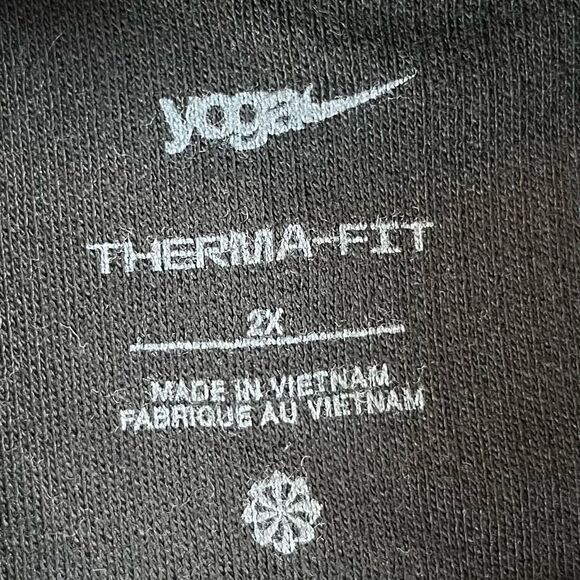 yoga
THERMA-FIT
2X
MADE IN VIETNAM
FABRIQUE AU VIETNAM